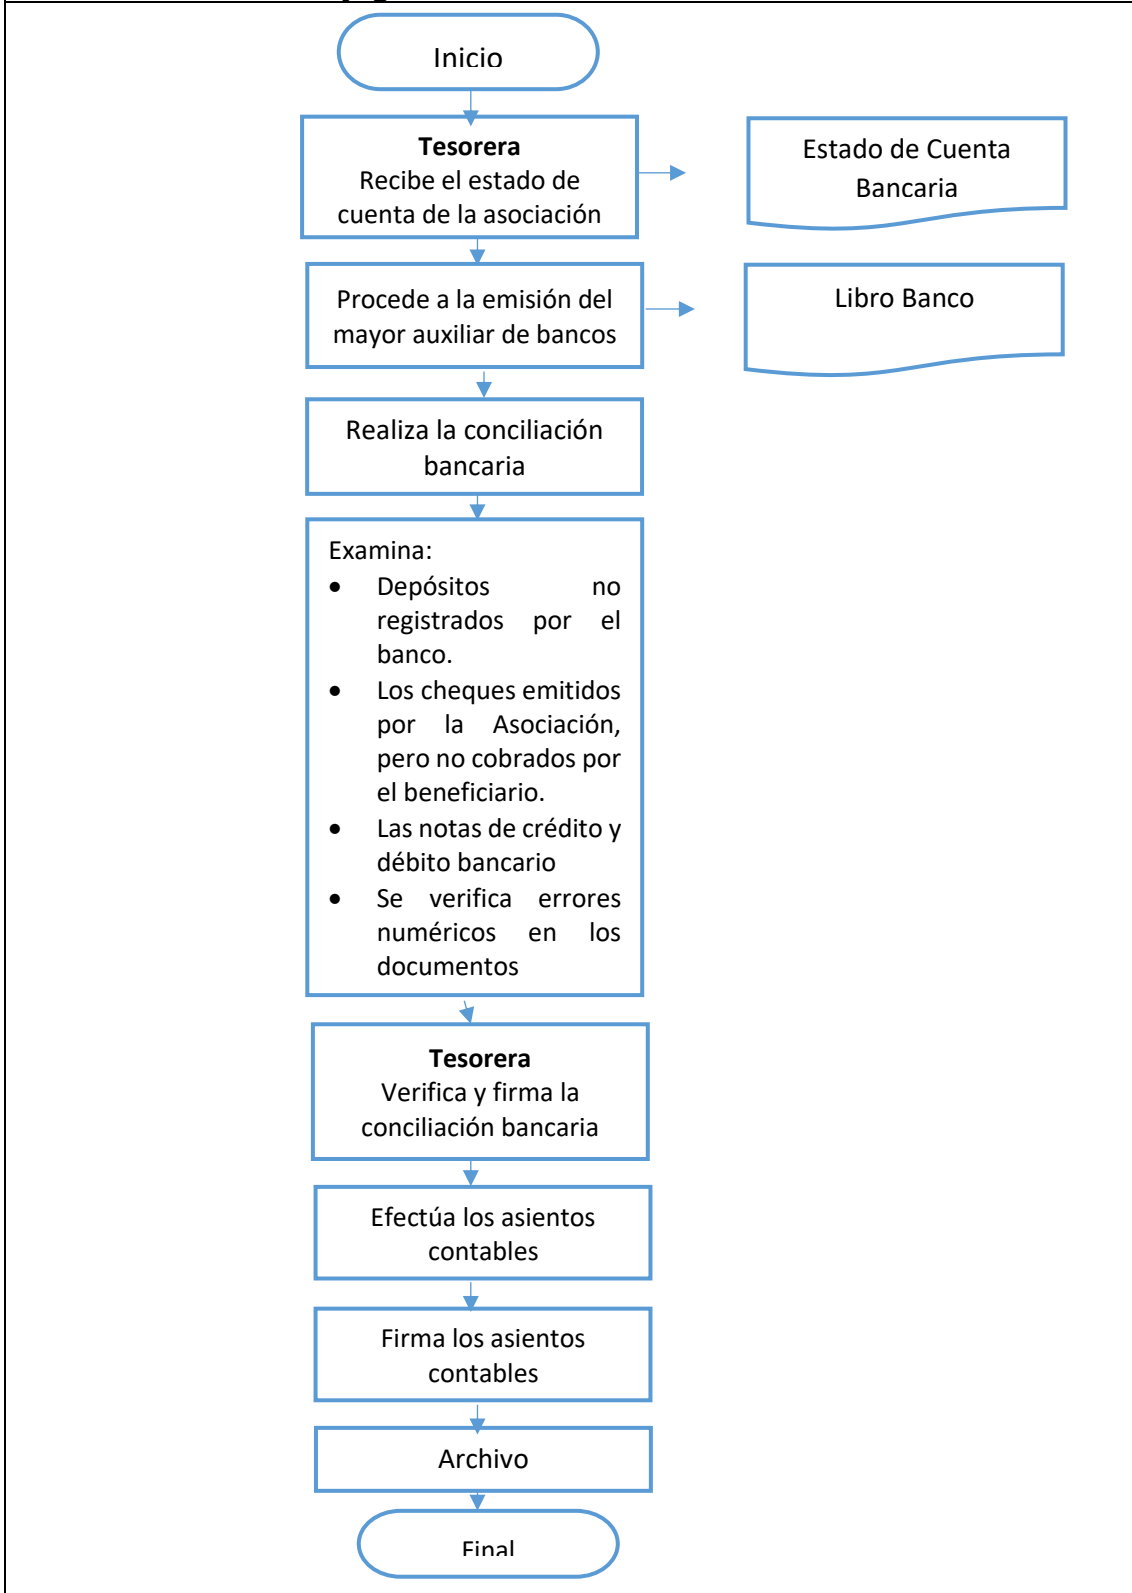 Inicio
Tesorera
Recibe el estado de
cuenta de la asociación
Estado de Cuenta
Bancaria
Procede a la emisión del
mayor auxiliar de bancos
Libro Banco
Realiza la conciliación
bancaria
Examina:
• Depósitos no
registrados por el
banco.
• Los cheques emitidos
por la Asociación,
pero no cobrados por
el beneficiario.
• Las notas de crédito y
débito bancario
• Se verifica errores
numéricos en los
documentos
Tesorera
Verifica y firma la
conciliación bancaria
Efectúa los asientos
contables
Firma los asientos
contables
Archivo
Final